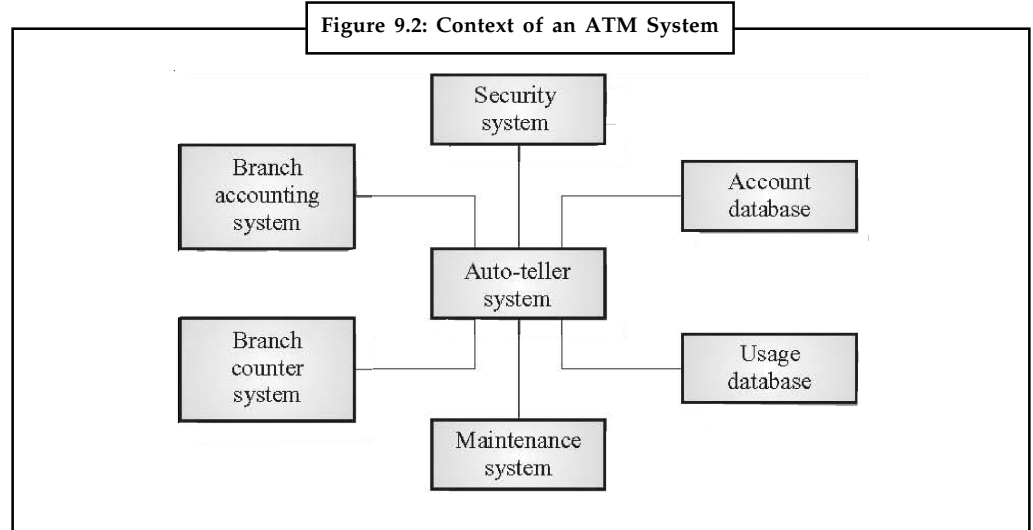 Figure 9.2: Context of an ATM System
Security
system
Branch
accounting
system
Account
database
Auto-teller
system
Branch
counter
system
Usage
database
Maintenance
system